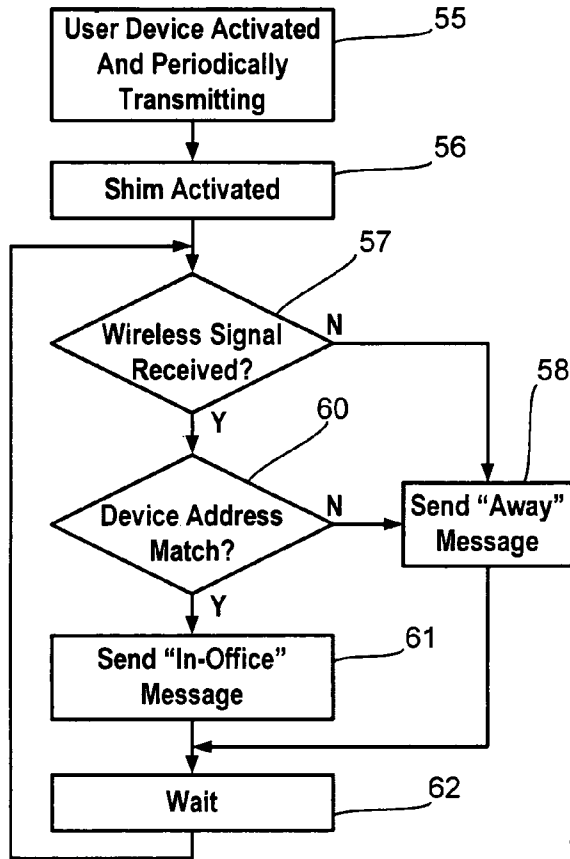 User Device Activated
And Periodically
Transmitting
55
Shim Activated
56
Wireless Signal
Received?
57
N
Y
58
Send “Away”
Message
60
Device Address
Match?
N
Y
Send “In-Office”
Message
61
Wait
62